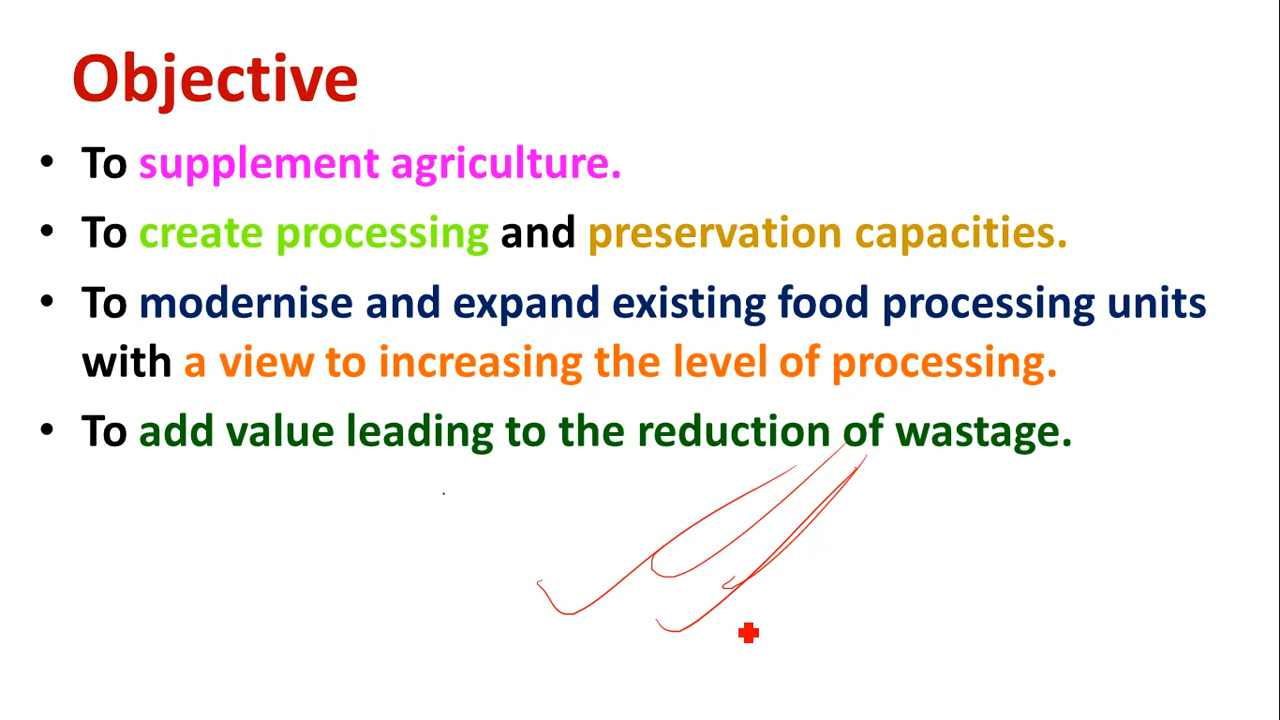 Objective
• To supplement agriculture.
• To create processing and preservation capacities.
• To modernise and expand existing food processing units
with a view to increasing the level of processing.
• To add value leading to the reduction of wastage.